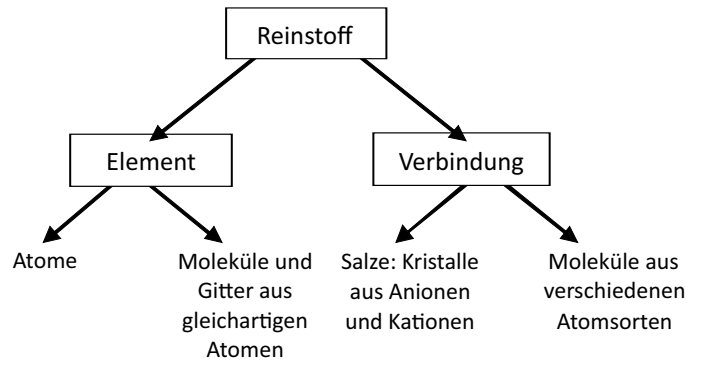 Reinstoff
Element
Verbindung
Atome
Moleküle und
Gitter aus
gleichartigen
Atomen
Salze: Kristalle
aus Anionen
und Kationen
Moleküle aus
verschiedenen
Atomsorten